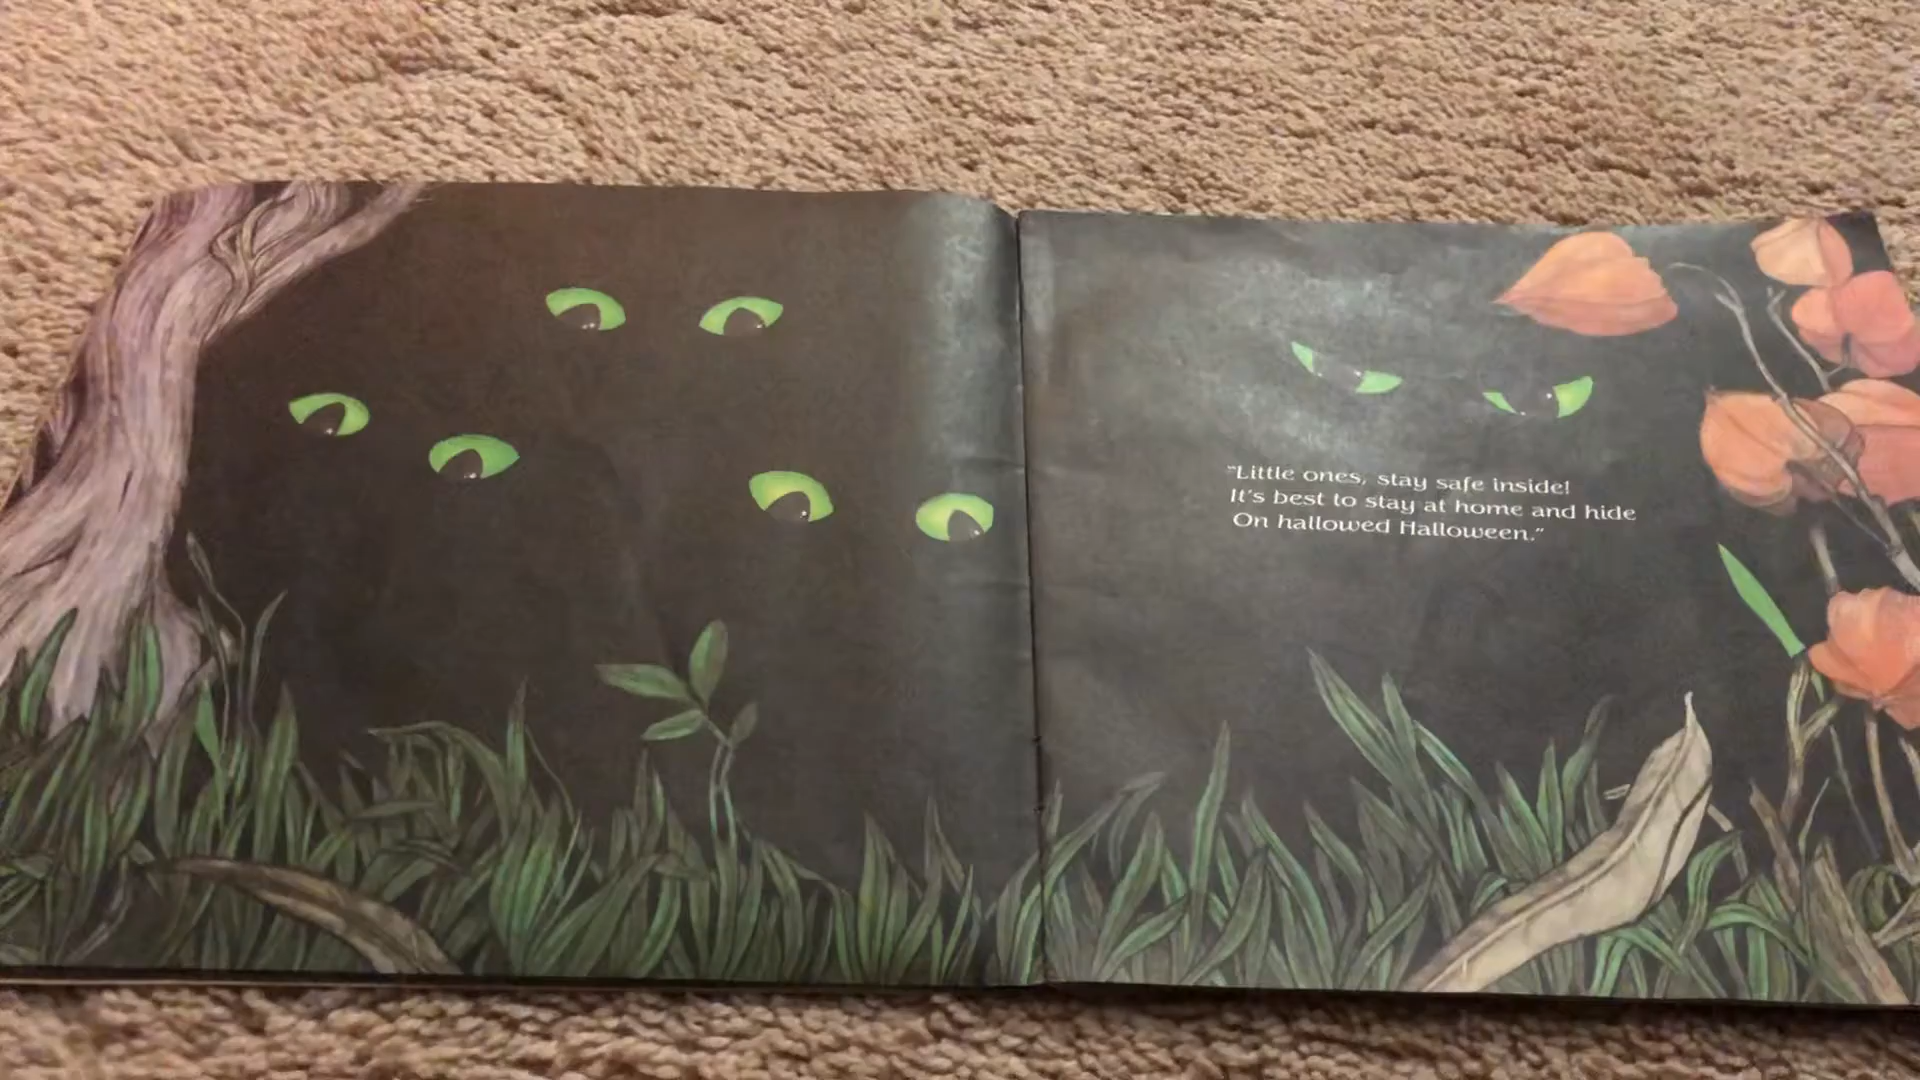 “Little ones, stay safe inside!
It's best to stay at home and hide
On hallowed Halloween.”